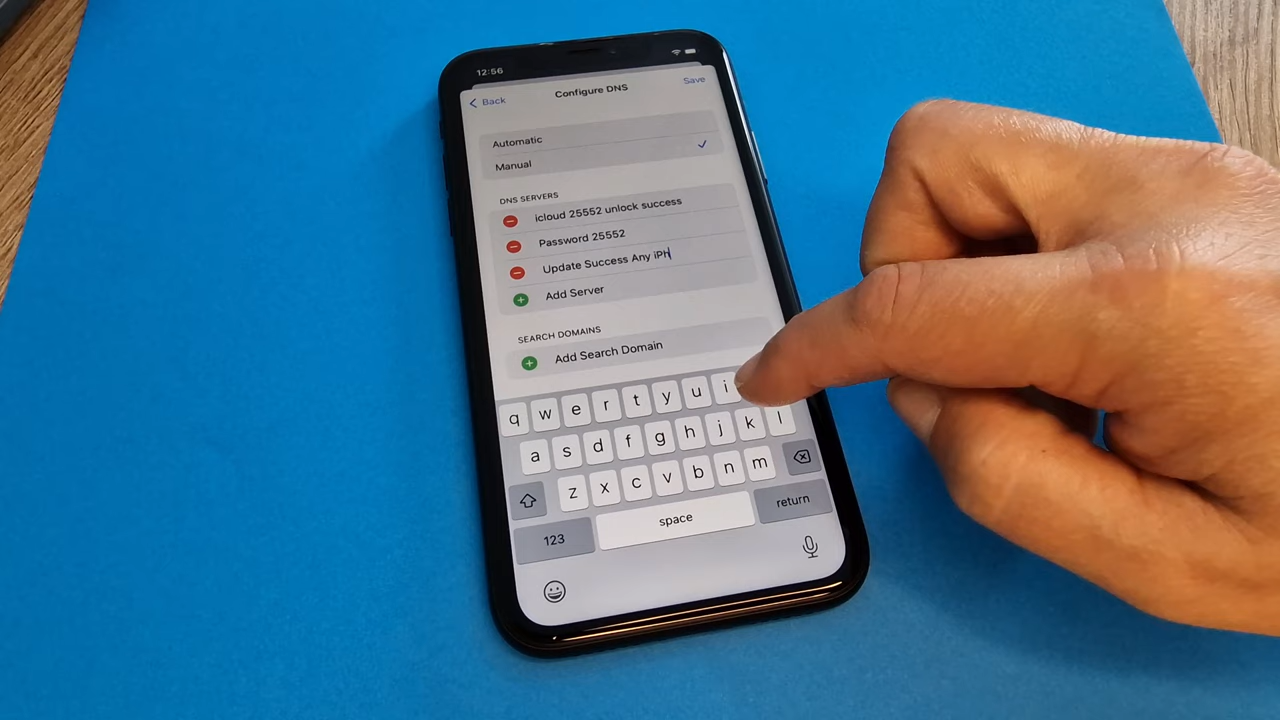 12:56
Back
Configure DNS
Save
Automatic
Manual
DNS SERVERS
icloud 25552 unlock success
Password 25552
Update Success Any iPh
Add Server
SEARCH DOMAINS
Add Search Domain
q w e r t y u i
a s d f g h j k l
z x c v b n m
123
space
return